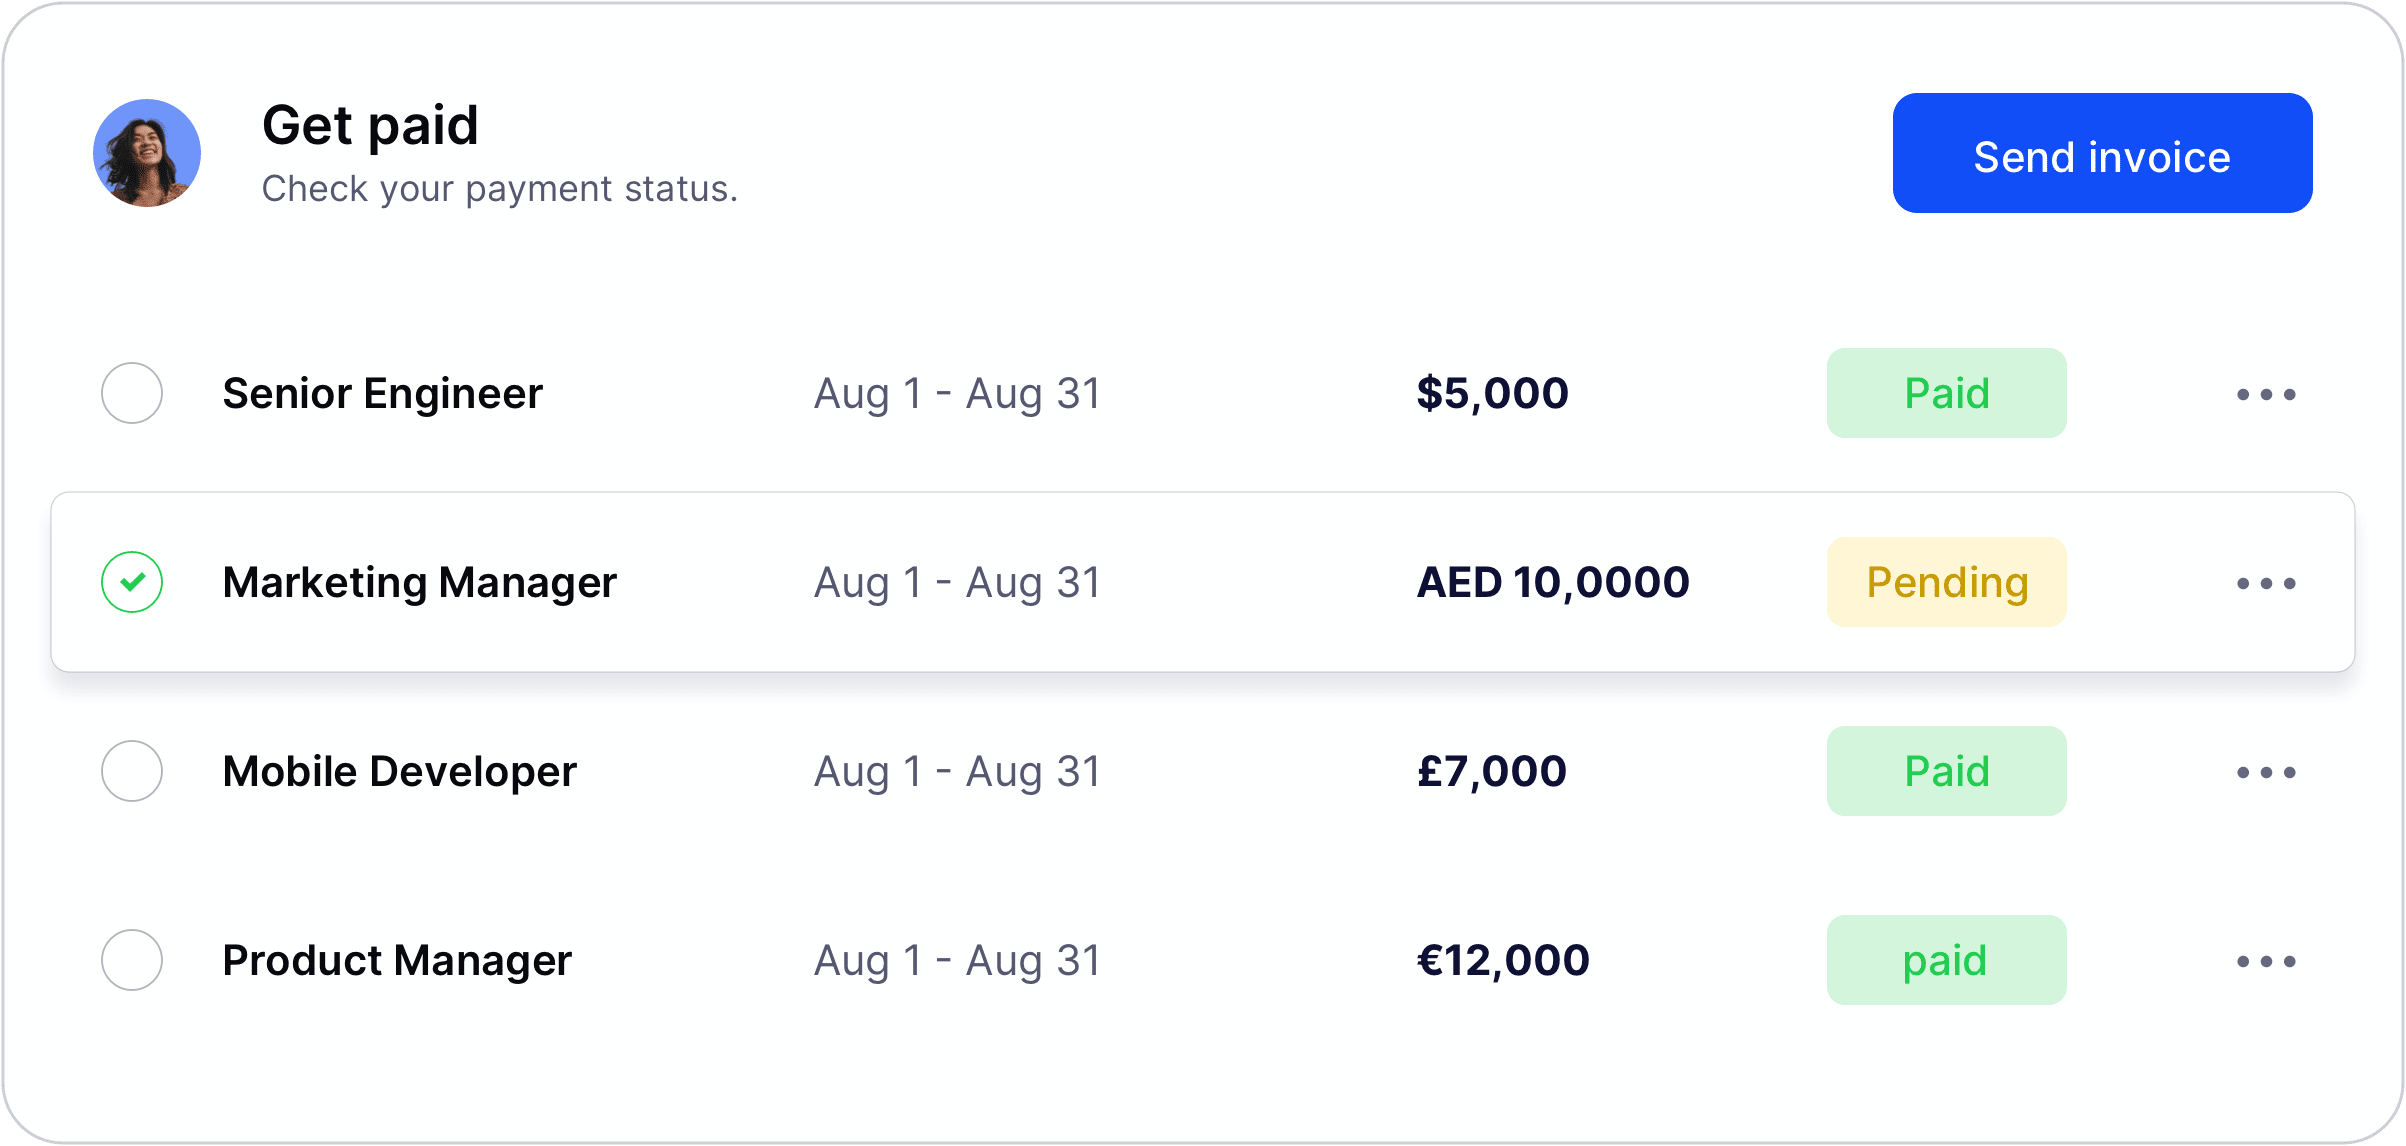 Get paid
Check your payment status.
Send invoice
Senior Engineer Aug 1 - Aug 31 $5,000 Paid
Marketing Manager Aug 1 - Aug 31 AED 10,0000 Pending
Mobile Developer Aug 1 - Aug 31 £7,000 Paid
Product Manager Aug 1 - Aug 31 €12,000 paid